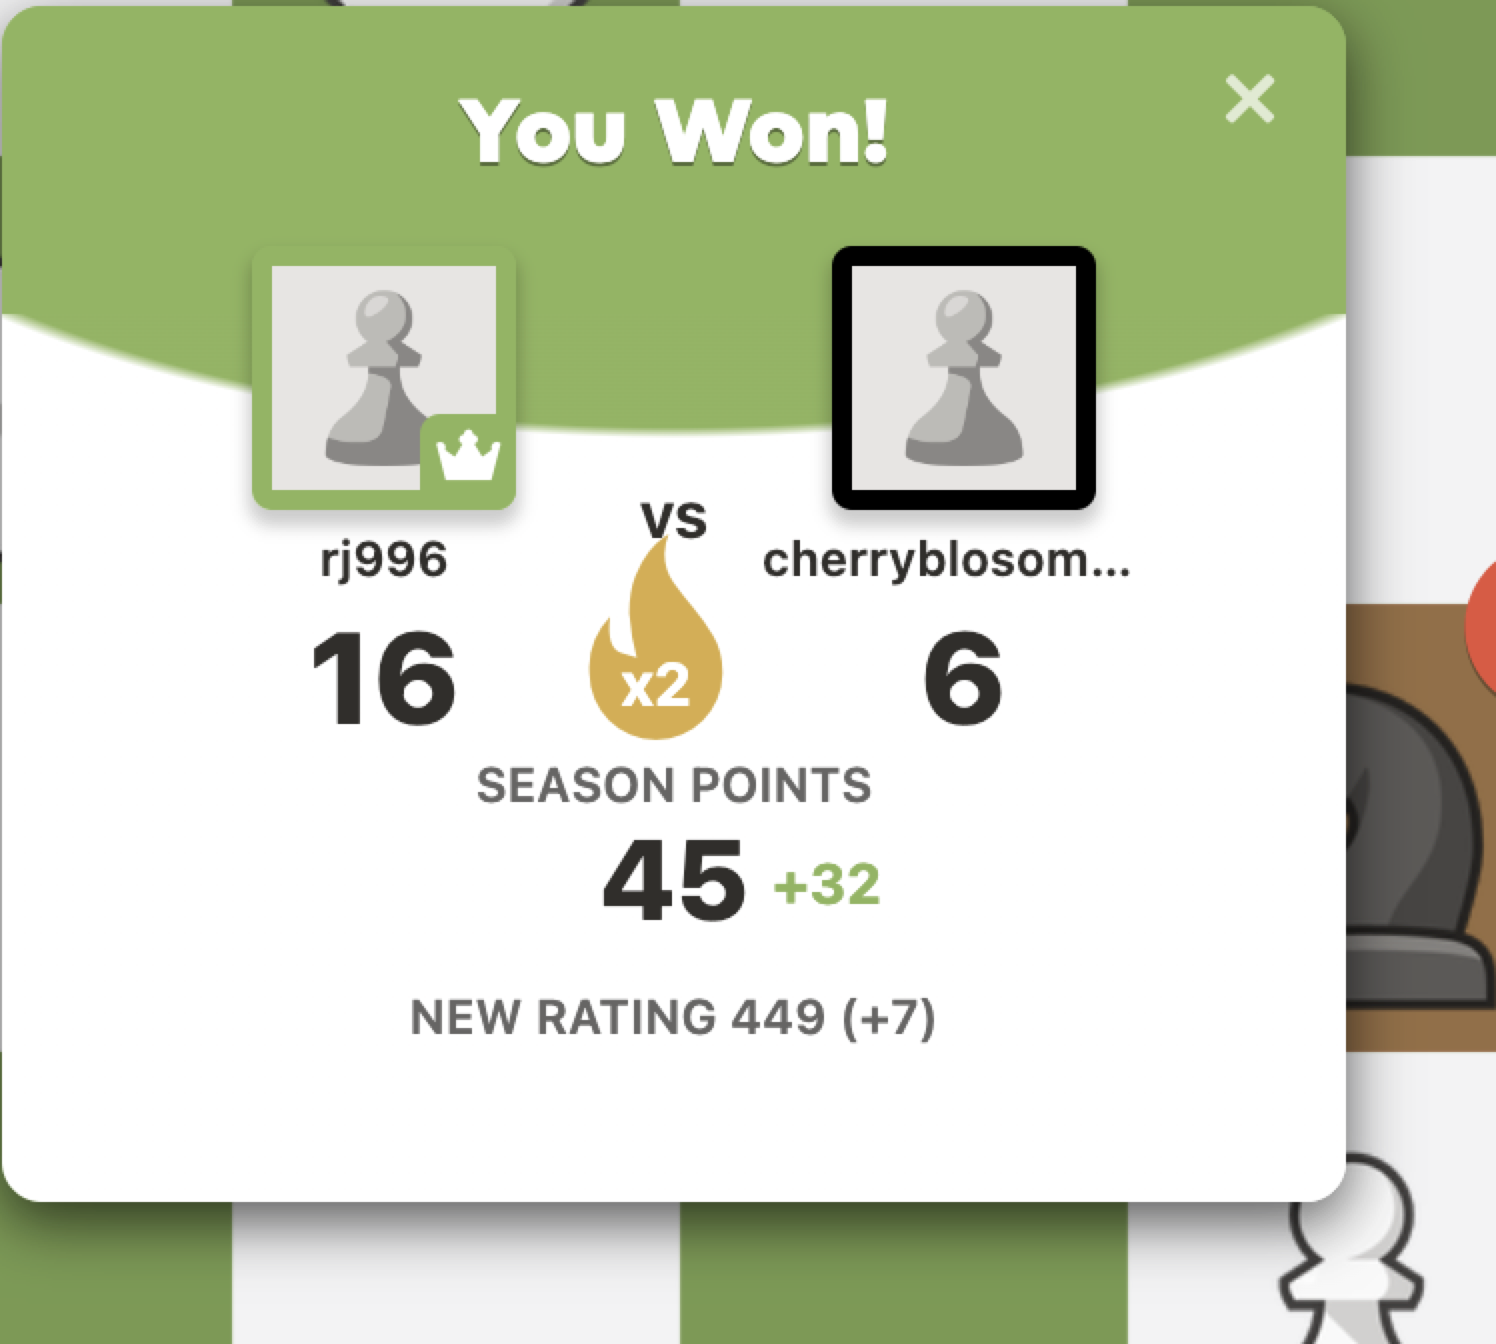 You Won!
vs
rj996
cherryblosom...
16
x2
6
SEASON POINTS
45 +32
NEW RATING 449 (+7)